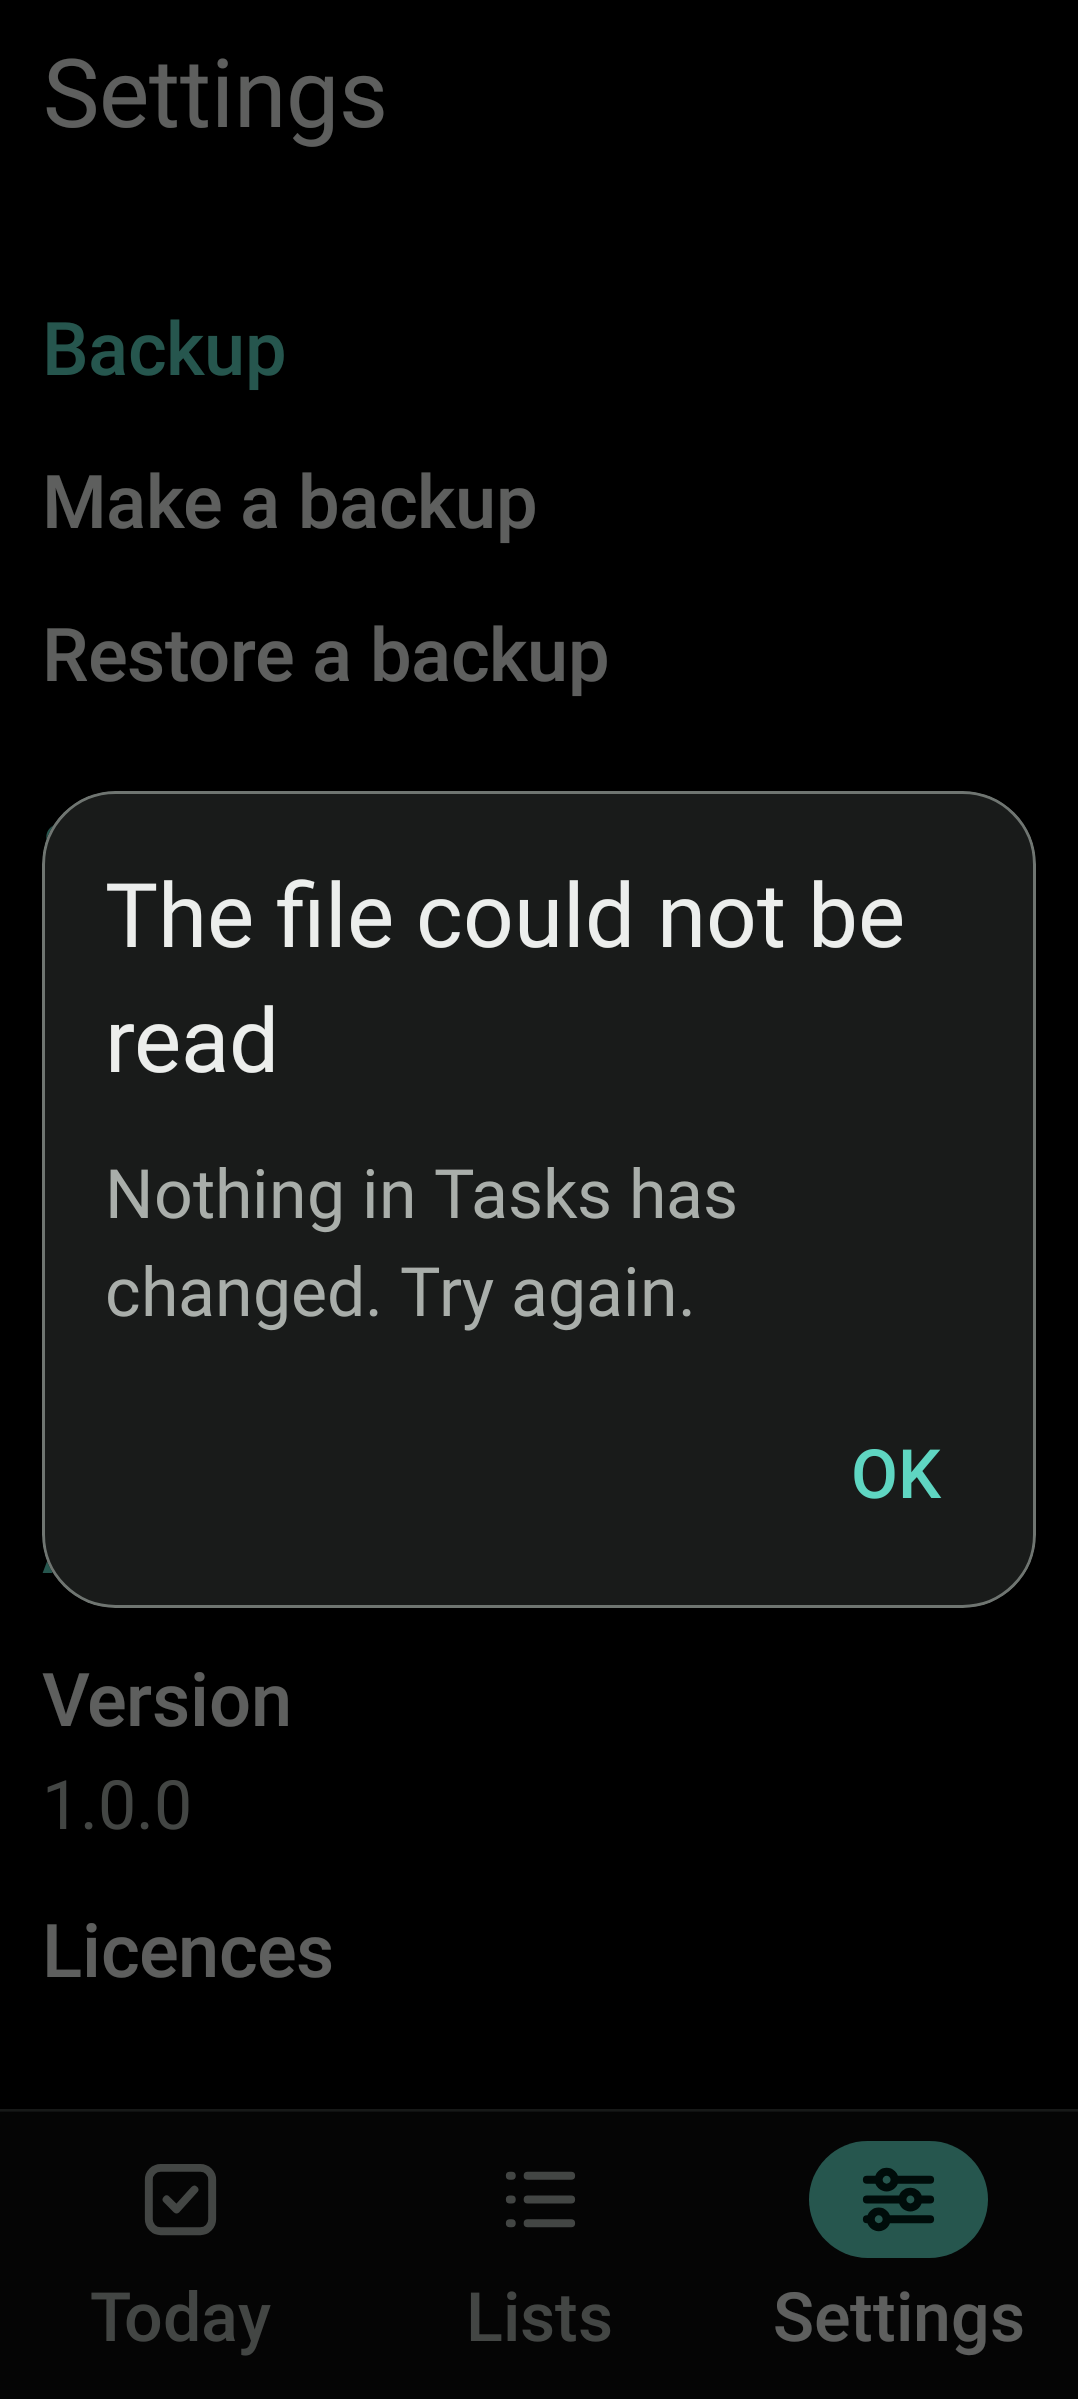 Settings
Backup
Make a backup
Restore a backup
The file could not be
read
Nothing in Tasks has
changed. Try again.
OK
Version
1.0.0
Licences
Today
Lists
Settings